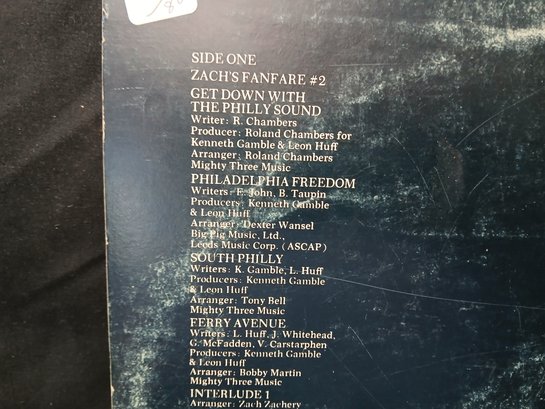 SIDE ONE
ZACH'S FANFARE #2
GET DOWN WITH
THE PHILLY SOUND
Writer: R. Chambers
Producer: Roland Chambers for
Kenneth Gamble & Leon Huff
Arranger: Roland Chambers
Mighty Three Music
PHILADELPHIA FREEDOM
Writers: E. John, B. Taupin
Producers: Kenneth Gamble
& Leon Huff
Arranger: Dexter Wansel
Big Pig Music, Ltd.,
Leeds Music Corp. (ASCAP)
SOUTH PHILLY
Writers: K. Gamble, L. Huff
Producers: Kenneth Gamble
& Leon Huff
Arranger: Tony Bell
Mighty Three Music
FERRY AVENUE
Writers: L. Huff, J. Whitehead,
G. McFadden, V. Carstarphen
Producers: Kenneth Gamble
& Leon Huff
Arranger: Bobby Martin
Mighty Three Music
INTERLUDE 1
Arranger: Zach Zachery